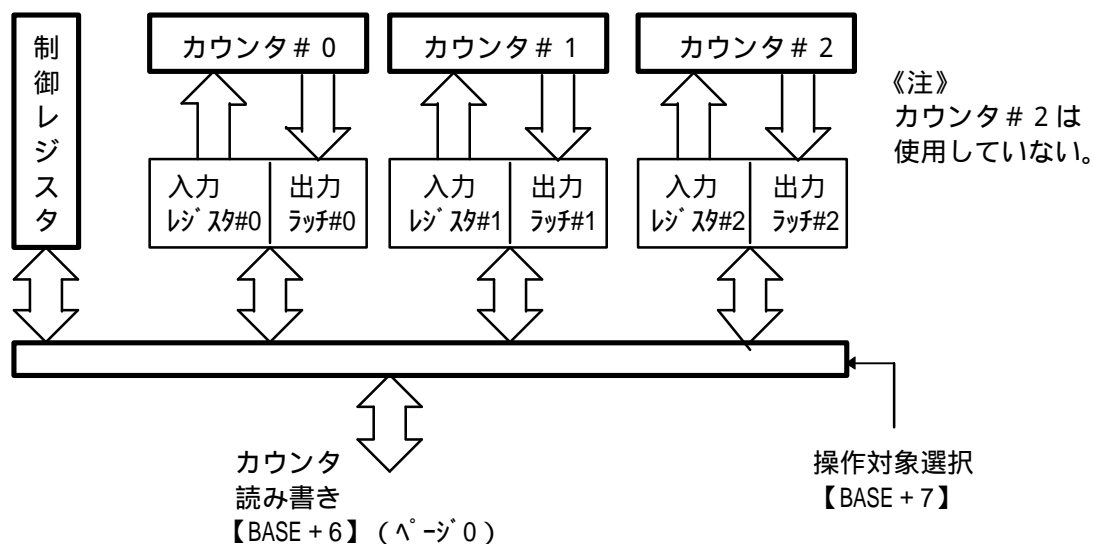 制御レジスタ
カウンタ＃０
カウンタ＃１
カウンタ＃２
《注》
カウンタ＃２は
使用していない。
入力
ﾚｼﾞｽﾀ#0
出力
ﾗｯﾁ#0
入力
ﾚｼﾞｽﾀ#1
出力
ﾗｯﾁ#1
入力
ﾚｼﾞｽﾀ#2
出力
ﾗｯﾁ#2
カウンタ
読み書き
【BASE＋6】（ﾍﾟｰｼﾞ0）
操作対象選択
【BASE＋7】